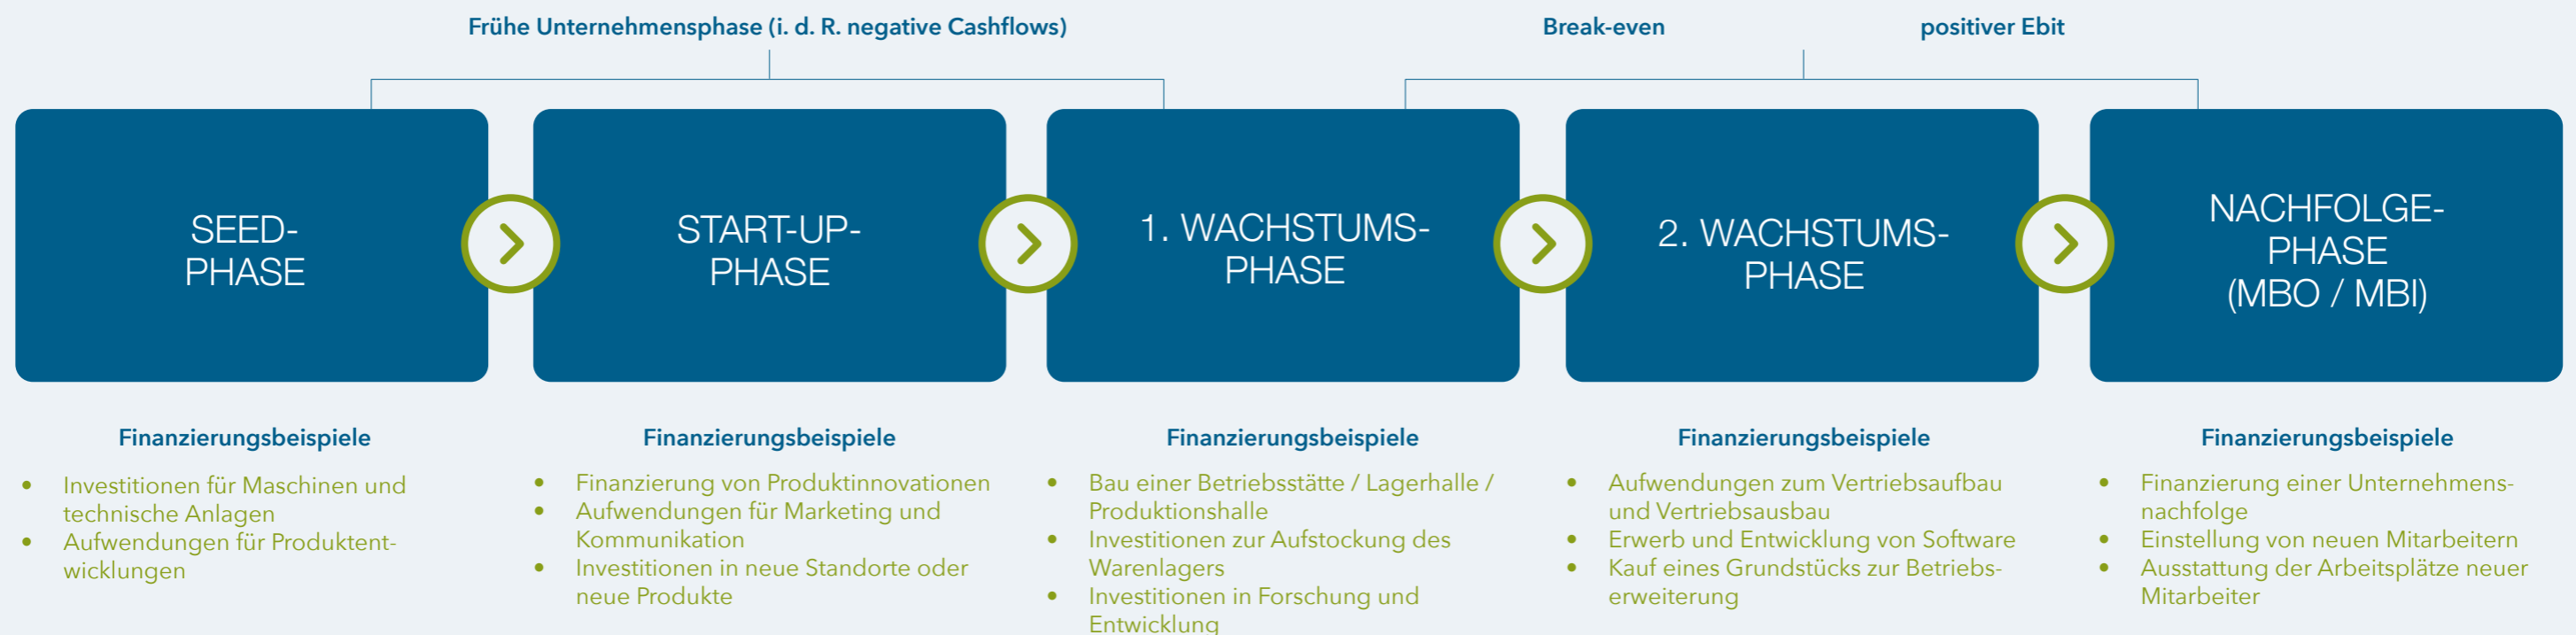 Frühe Unternehmensphase (i. d. R. negative Cashflows)
Break-even
positiver Ebit
SEED-
PHASE
START-UP-
PHASE
1. WACHSTUMS-
PHASE
2. WACHSTUMS-
PHASE
NACHFOLGE-
PHASE
(MBO / MBI)
Finanzierungsbeispiele
• Investitionen für Maschinen und
technische Anlagen
• Aufwendungen für Produktent-
wicklungen
Finanzierungsbeispiele
• Finanzierung von Produktinnovationen
• Aufwendungen für Marketing und
Kommunikation
• Investitionen in neue Standorte oder
neue Produkte
Finanzierungsbeispiele
• Bau einer Betriebsstätte / Lagerhalle /
Produktionshalle
• Investitionen zur Aufstockung des
Warenlagers
• Investitionen in Forschung und
Entwicklung
Finanzierungsbeispiele
• Aufwendungen zum Vertriebsaufbau
und Vertriebsausbau
• Erwerb und Entwicklung von Software
• Kauf eines Grundstücks zur Betriebs-
erweiterung
Finanzierungsbeispiele
• Finanzierung einer Unternehmens-
nachfolge
• Einstellung von neuen Mitarbeitern
• Ausstattung der Arbeitsplätze neuer
Mitarbeiter